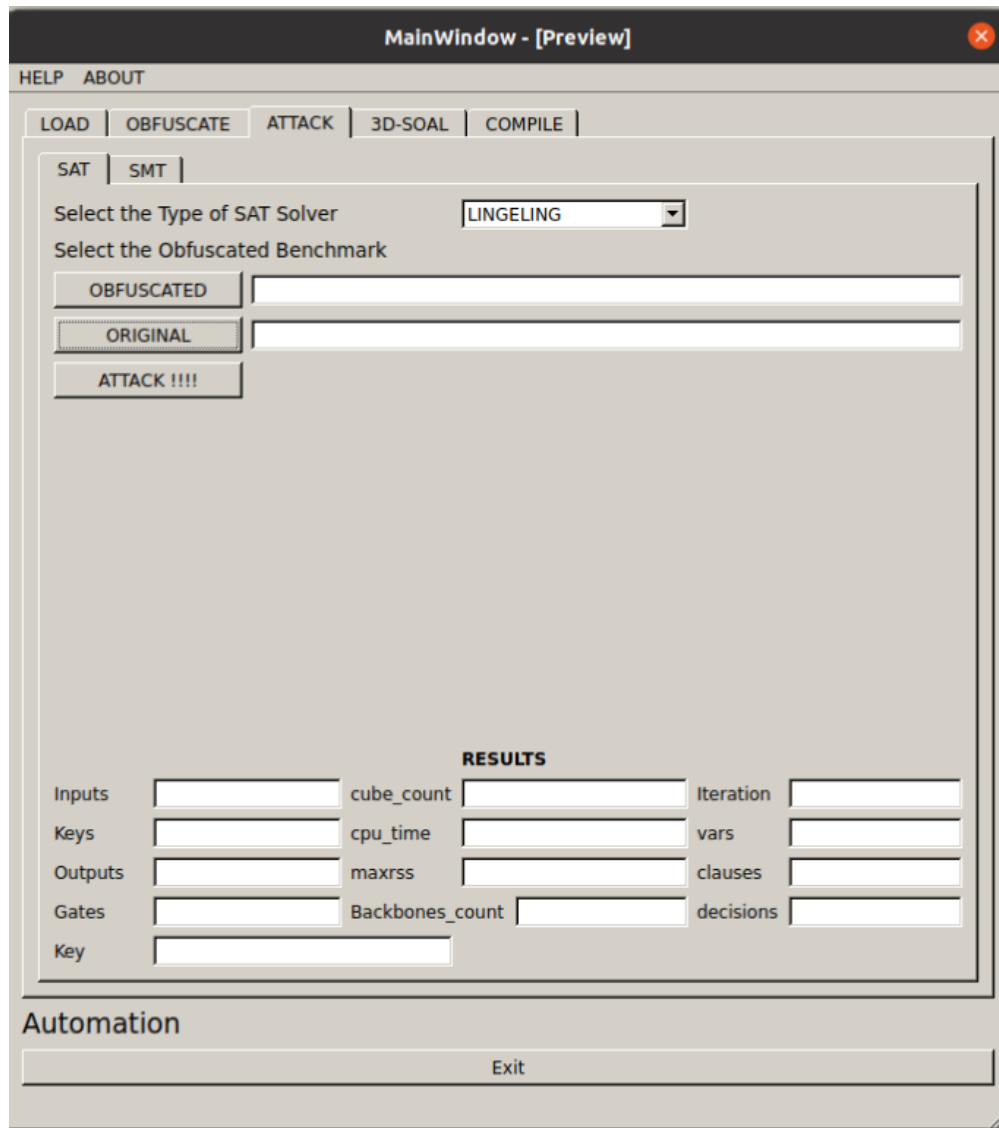 MainWindow - [Preview]
HELP ABOUT
LOAD OBFUSCATE ATTACK 3D-SOAL COMPILE
SAT SMT
Select the Type of SAT Solver LINGELING
Select the Obfuscated Benchmark
OBFUSCATED
ORIGINAL
ATTACK !!!!
RESULTS
Inputs cube_count Iteration
Keys cpu_time vars
Outputs maxrss clauses
Gates Backbones_count decisions
Key
Automation
Exit